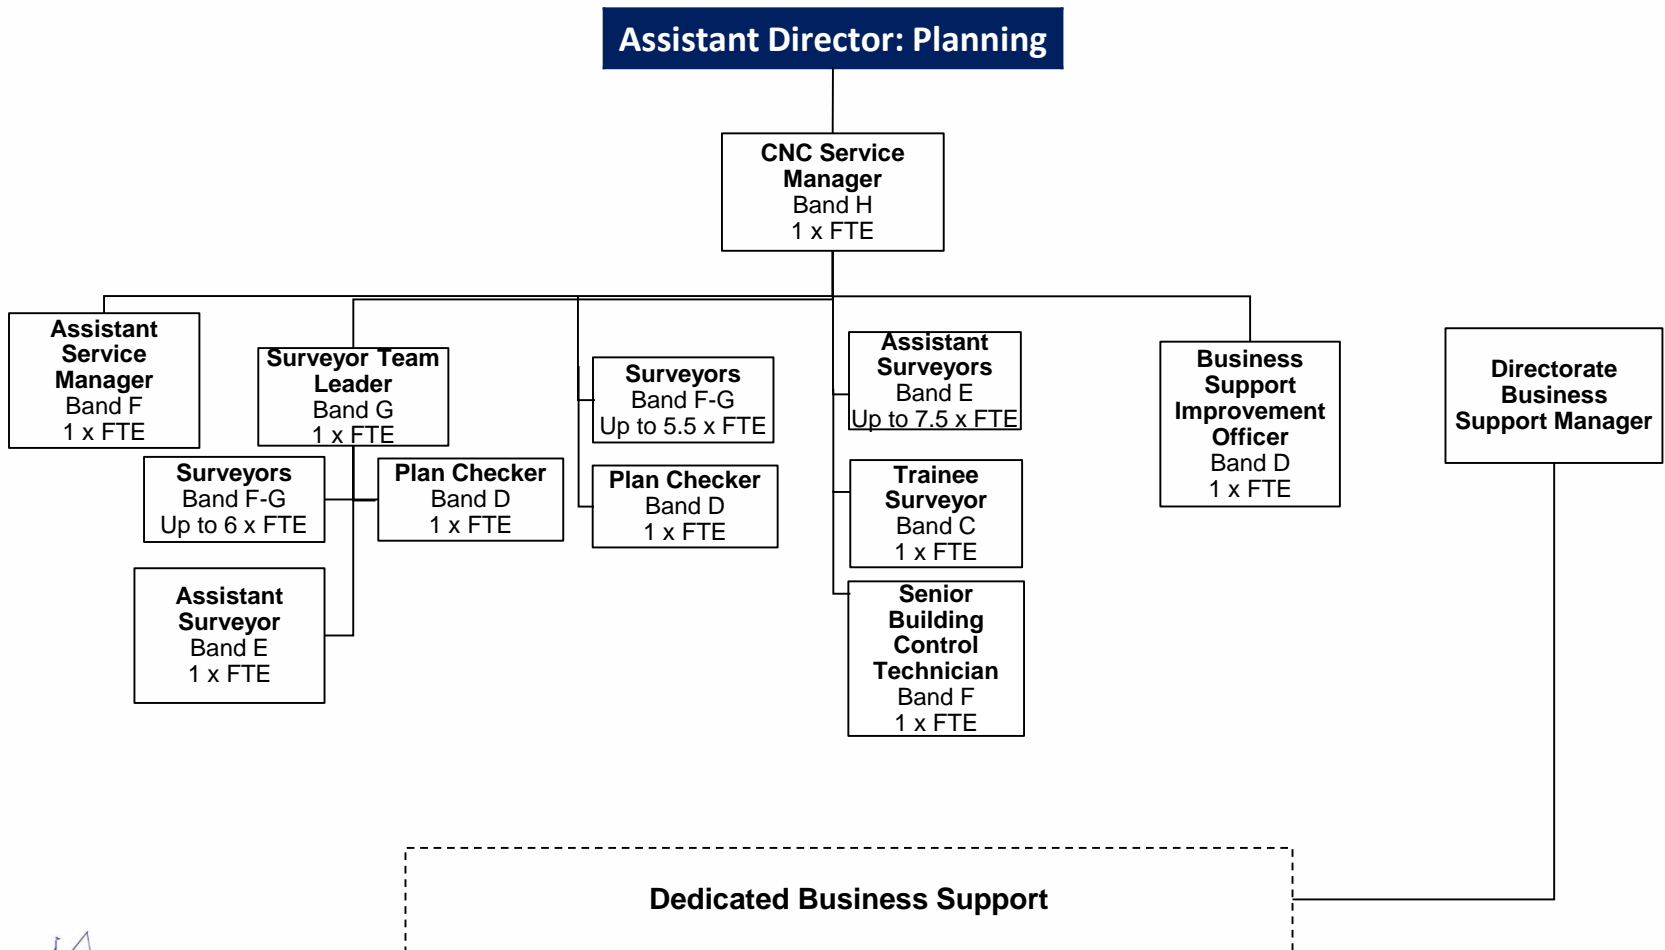 Assistant Director: Planning
CNC Service
Manager
Band H
1 x FTE
Assistant
Service
Manager
Band F
1 x FTE
Surveyor Team
Leader
Band G
1 x FTE
Surveyors
Band F-G
Up to 6 x FTE
Plan Checker
Band D
1 x FTE
Assistant
Surveyor
Band E
1 x FTE
Surveyors
Band F-G
Up to 5.5 x FTE
Plan Checker
Band D
1 x FTE
Assistant
Surveyors
Band E
Up to 7.5 x FTE
Trainee
Surveyor
Band C
1 x FTE
Senior
Building
Control
Technician
Band F
1 x FTE
Business
Support
Improvement
Officer
Band D
1 x FTE
Directorate
Business
Support Manager
Dedicated Business Support